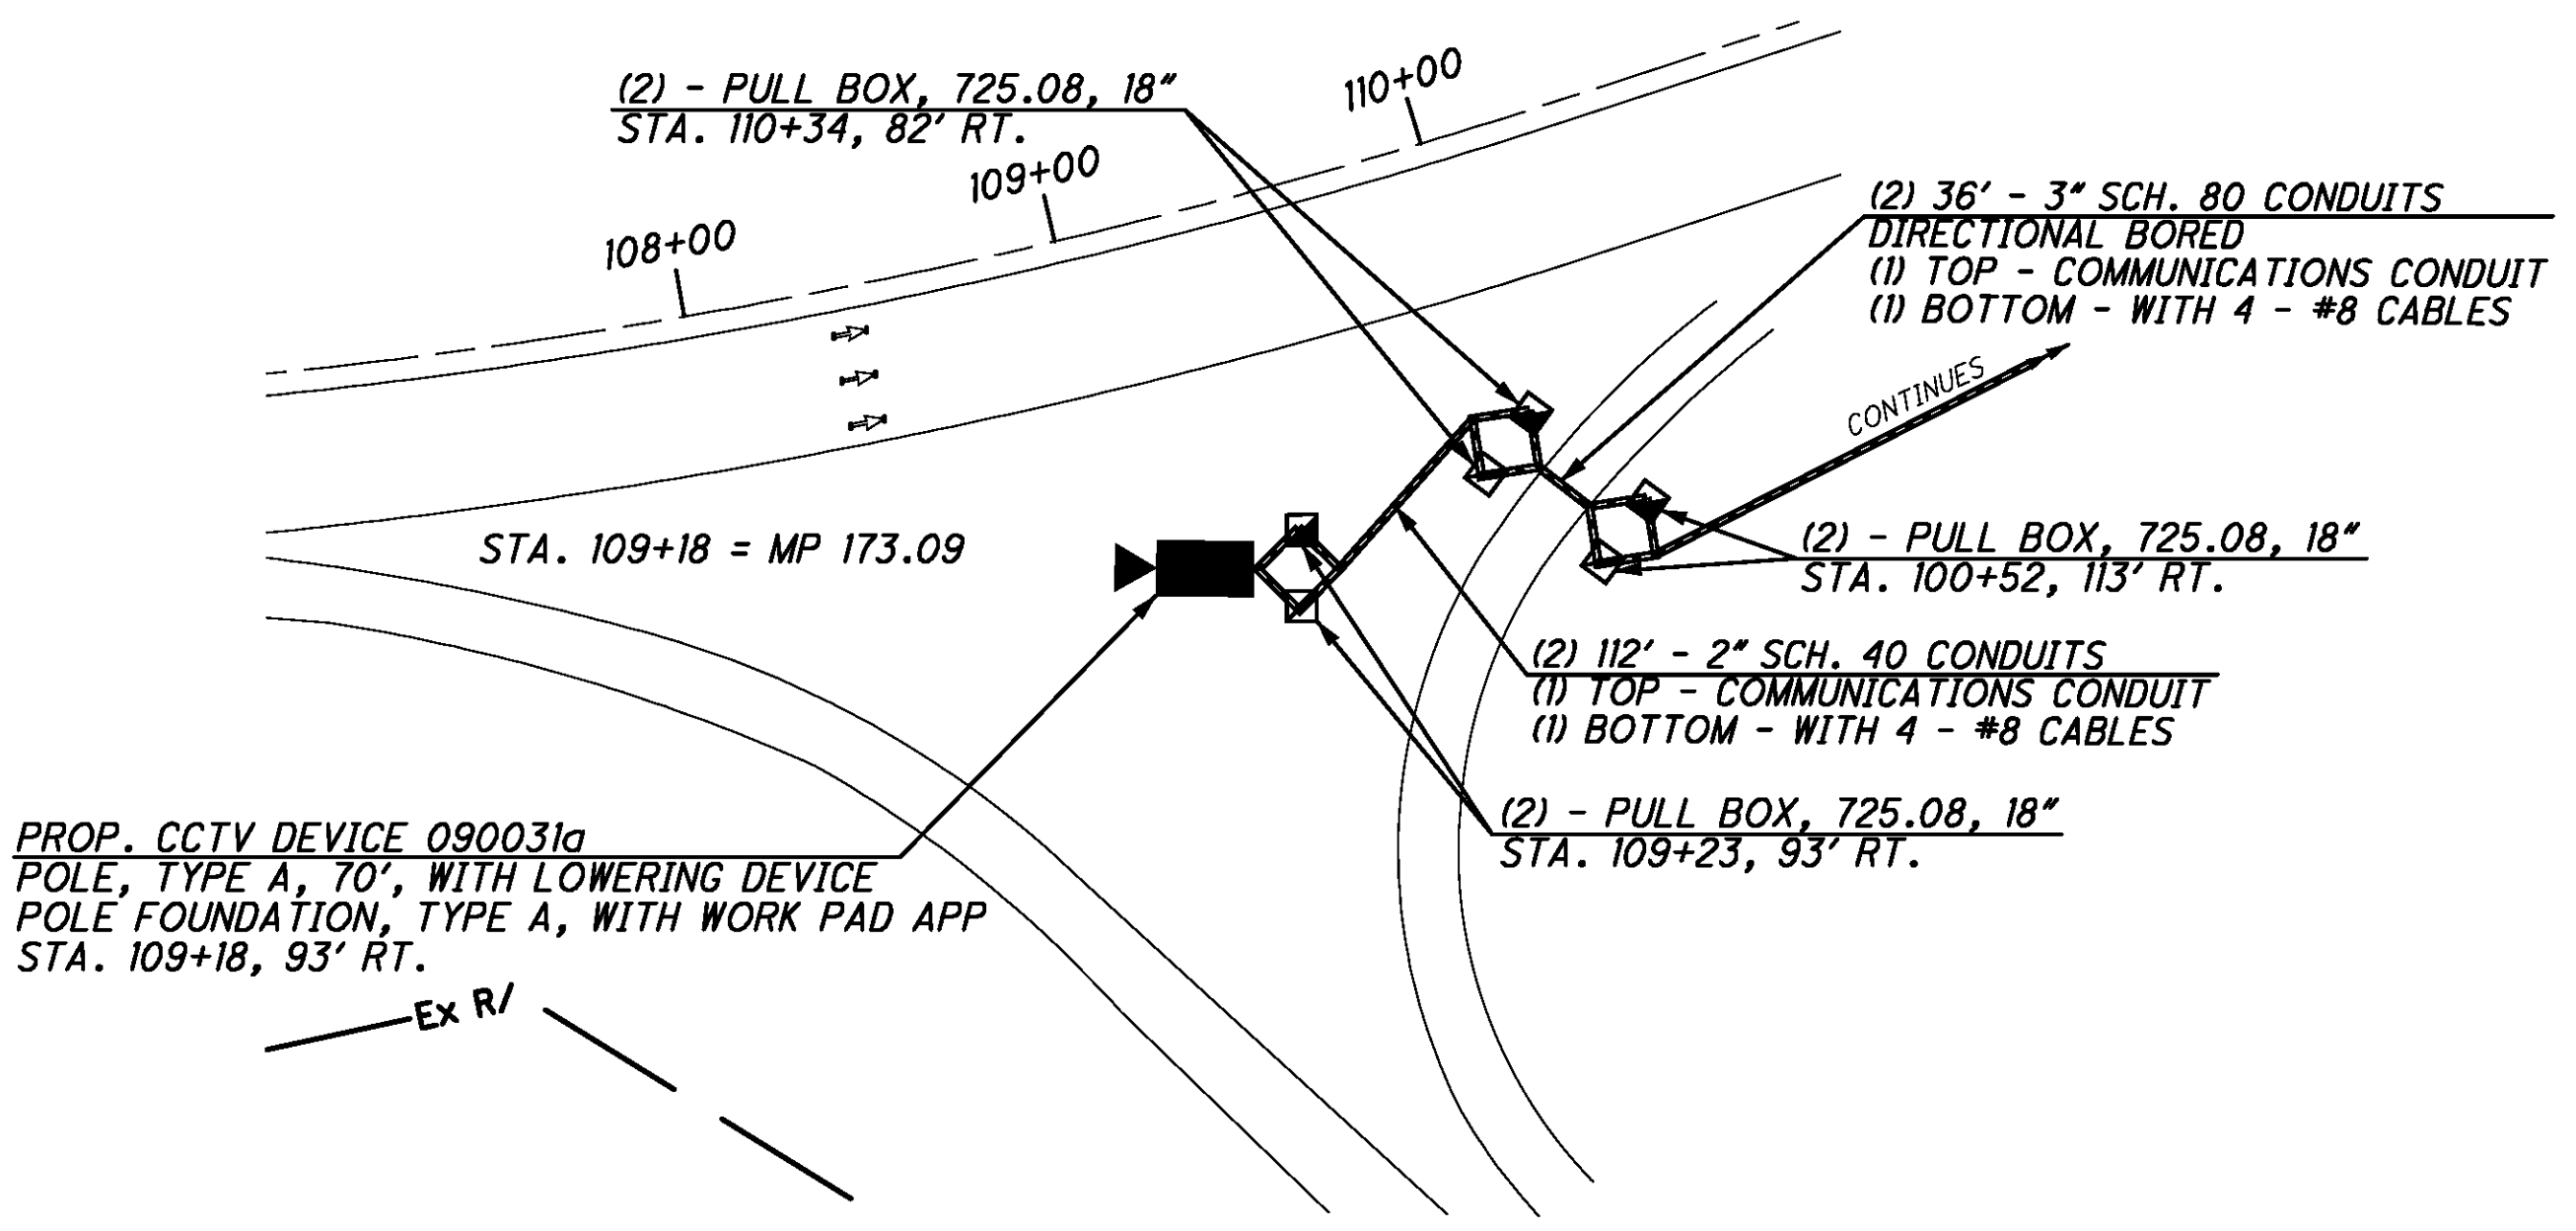 (2) - PULL BOX, 725.08, 18"
STA. 110+34, 82' RT.
110+00
109+00
108+00
(2) 36' - 3" SCH. 80 CONDUITS
DIRECTIONAL BORED
(1) TOP - COMMUNICATIONS CONDUIT
(1) BOTTOM - WITH 4 - #8 CABLES
CONTINUES
STA. 109+18 = MP 173.09
(2) - PULL BOX, 725.08, 18"
STA. 100+52, 113' RT.
(2) 112' - 2" SCH. 40 CONDUITS
(1) TOP - COMMUNICATIONS CONDUIT
(1) BOTTOM - WITH 4 - #8 CABLES
(2) - PULL BOX, 725.08, 18"
STA. 109+23, 93' RT.
PROP. CCTV DEVICE 090031a
POLE, TYPE A, 70', WITH LOWERING DEVICE
POLE FOUNDATION, TYPE A, WITH WORK PAD APP
STA. 109+18, 93' RT.
Ex R/